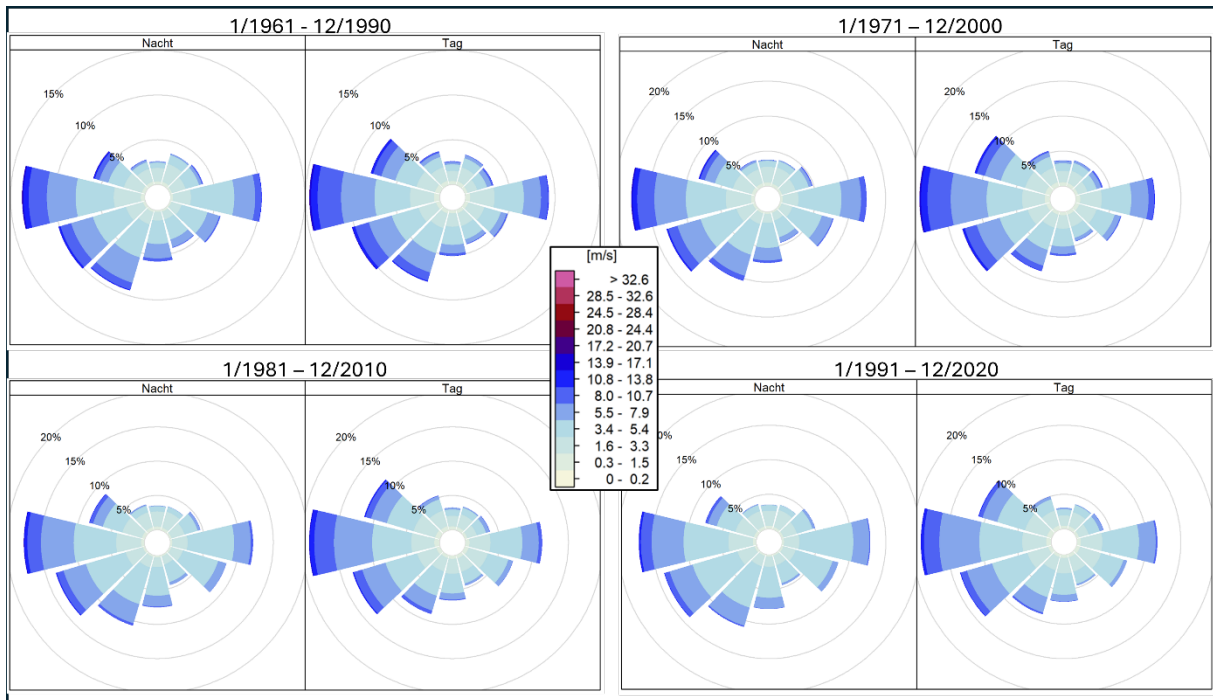 1/1961 - 12/1990
Nacht
Tag
15%
10%
5%
15%
10%
5%
1/1971 – 12/2000
Nacht
Tag
20%
15%
10%
5%
20%
15%
10%
5%
[m/s]
> 32.6
28.5 - 32.6
24.5 - 28.4
20.8 - 24.4
17.2 - 20.7
13.9 - 17.1
10.8 - 13.8
8.0 - 10.7
5.5 - 7.9
3.4 - 5.4
1.6 - 3.3
0.3 - 1.5
0 - 0.2
1/1981 – 12/2010
Nacht
Tag
20%
15%
10%
5%
20%
15%
10%
5%
1/1991 – 12/2020
Nacht
Tag
0%
15%
10%
5%
20%
15%
10%
5%